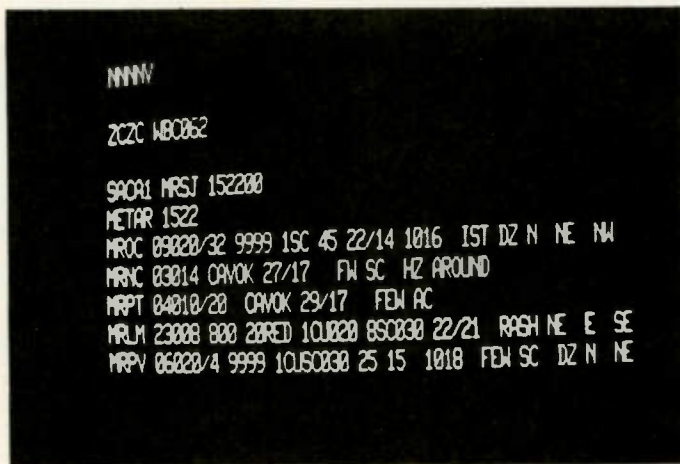 NNNNV
ZCZC WBC062
SACA1 MRSJ 152200
METAR 1522
MROC 09020/32 9999 1SC 45 22/14 1016 IST DZ N NE NW
MRNC 03014 CAVOK 27/17 FW SC HZ AROUND
MRPT 04010/20 CAVOK 29/17 FEW AC
MRLM 23008 800 20RED 1CU020 8SC030 22/21 RASH NE E SE
MRPV 06020/4 9999 1CUSC030 25 15 1018 FEW SC DZ N NE